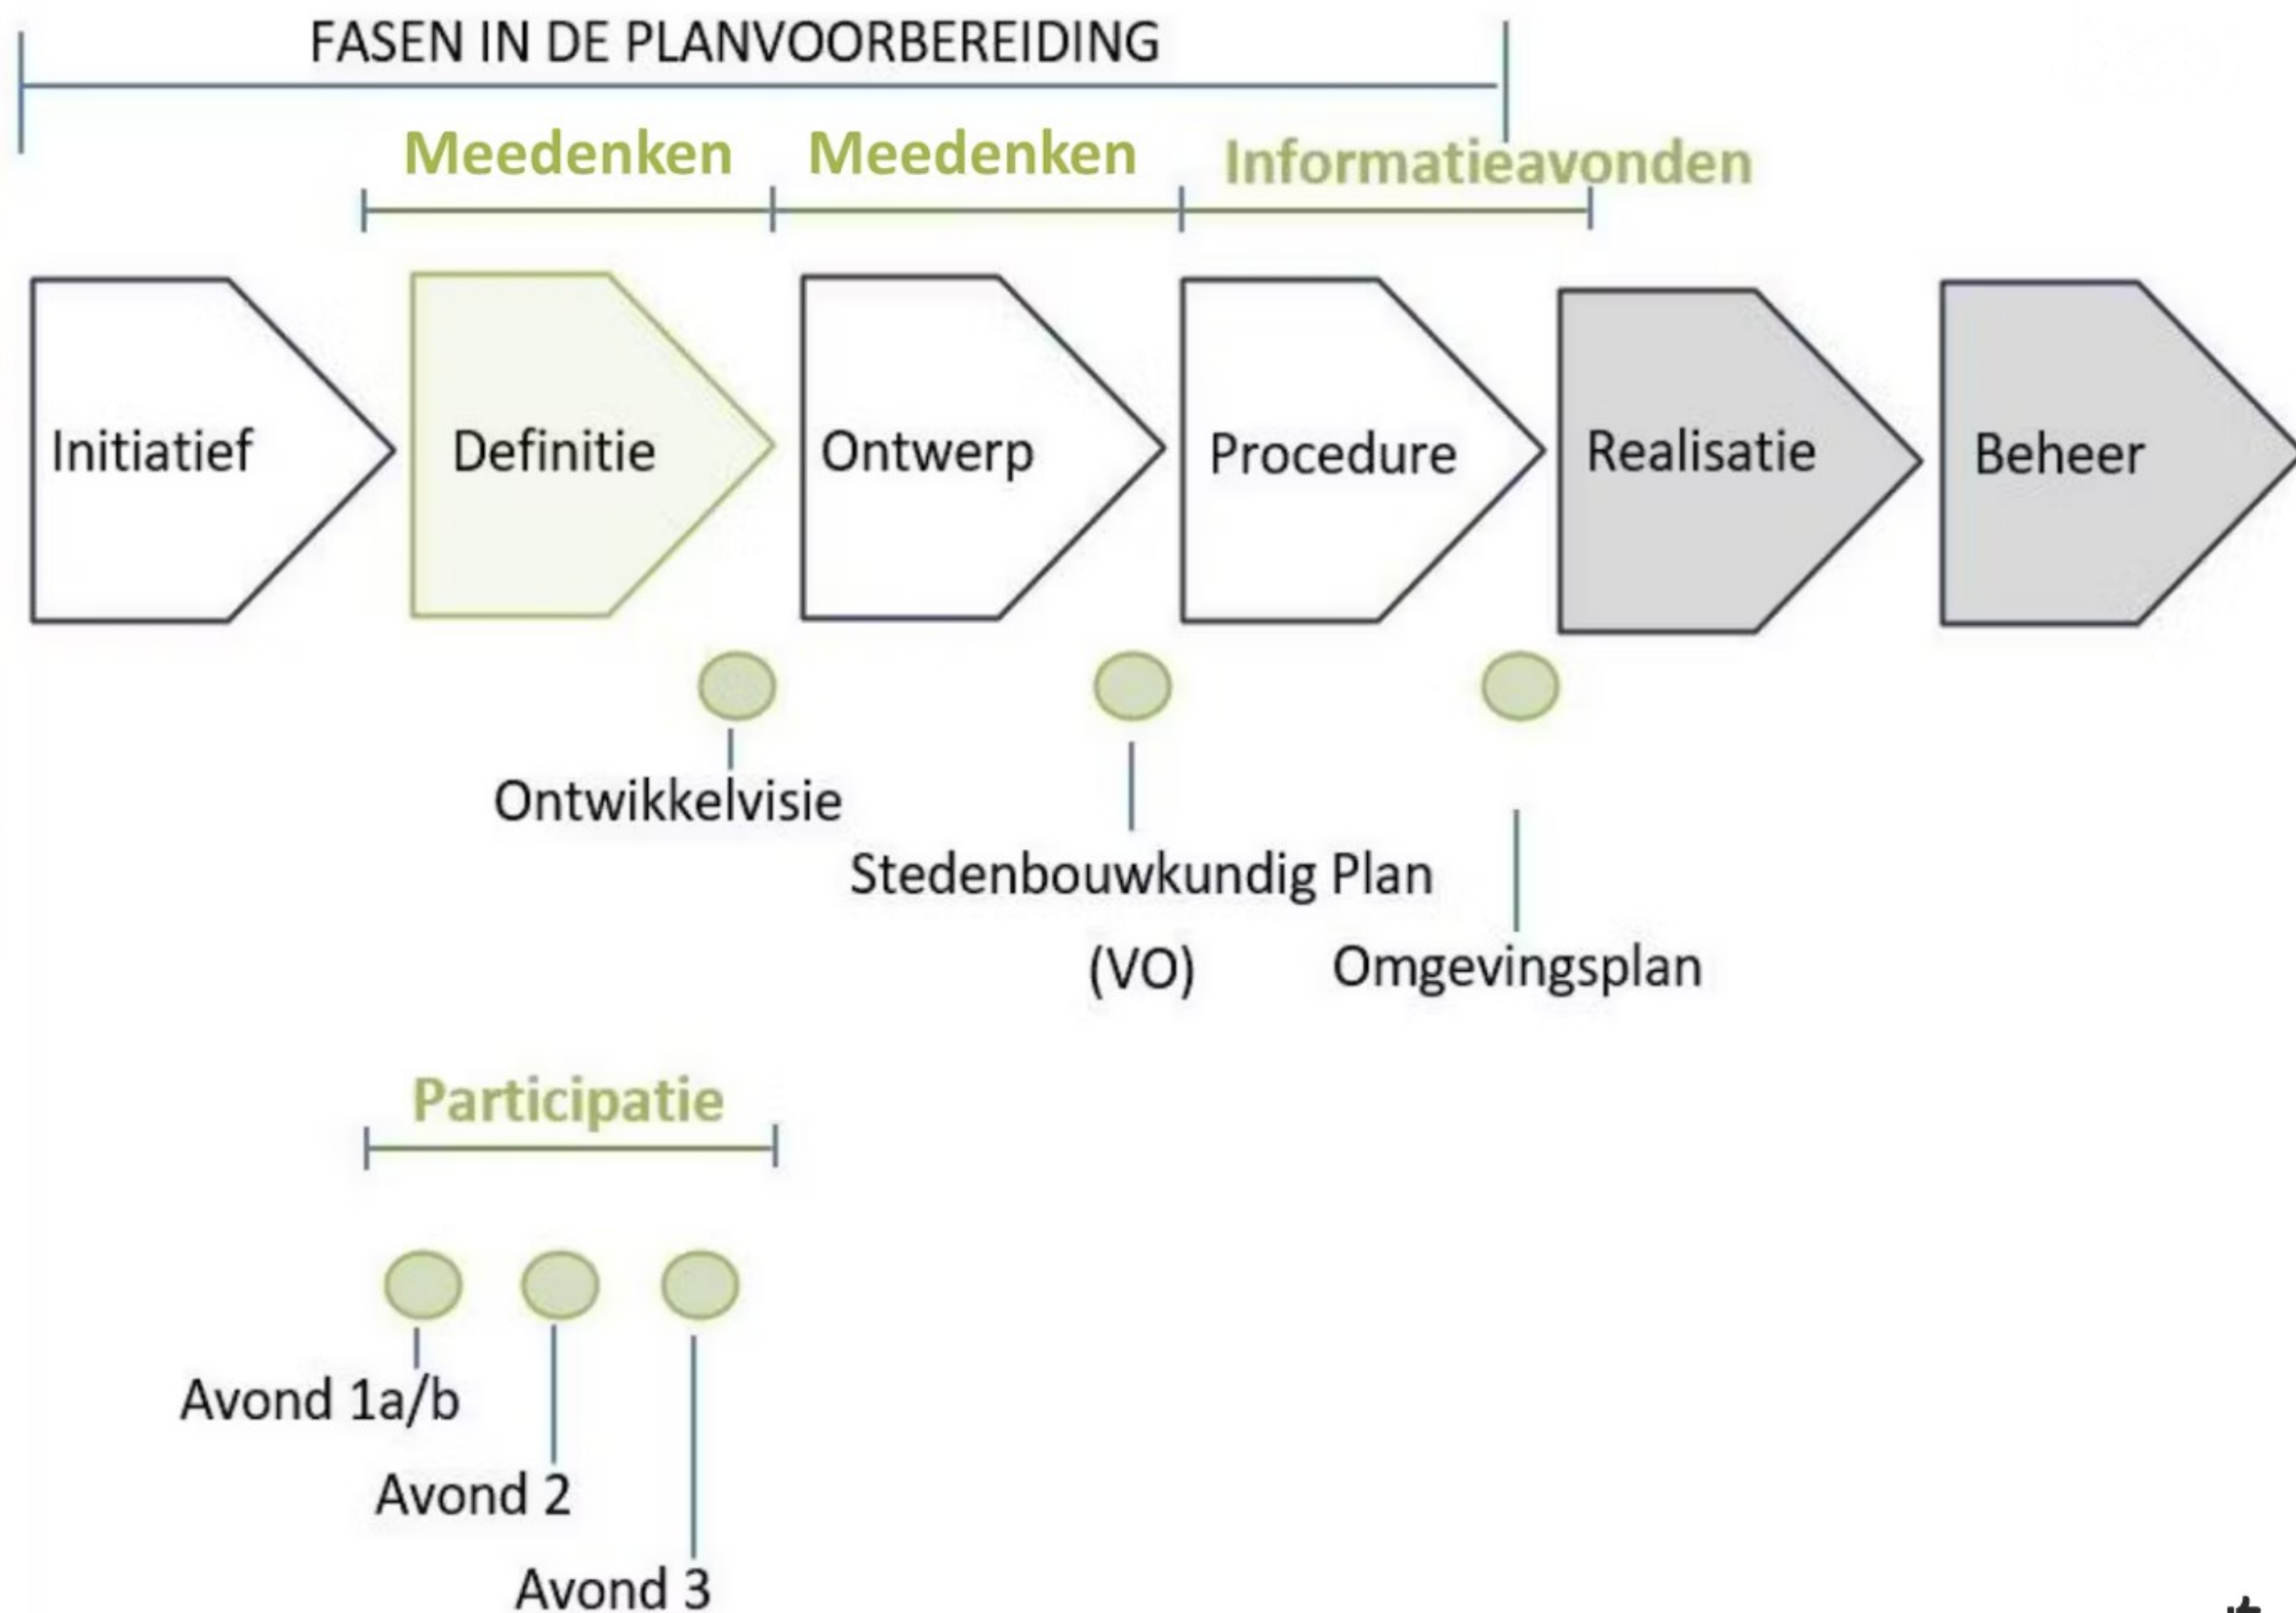 FASEN IN DE PLANVOORBEREIDING
Meedenken
Meedenken
Informatieavonden
Initiatief
Definitie
Ontwerp
Procedure
Realisatie
Beheer
Ontwikkelvisie
Stedenbouwkundig Plan
(VO)
Omgevingsplan
Participatie
Avond 1a/b
Avond 2
Avond 3